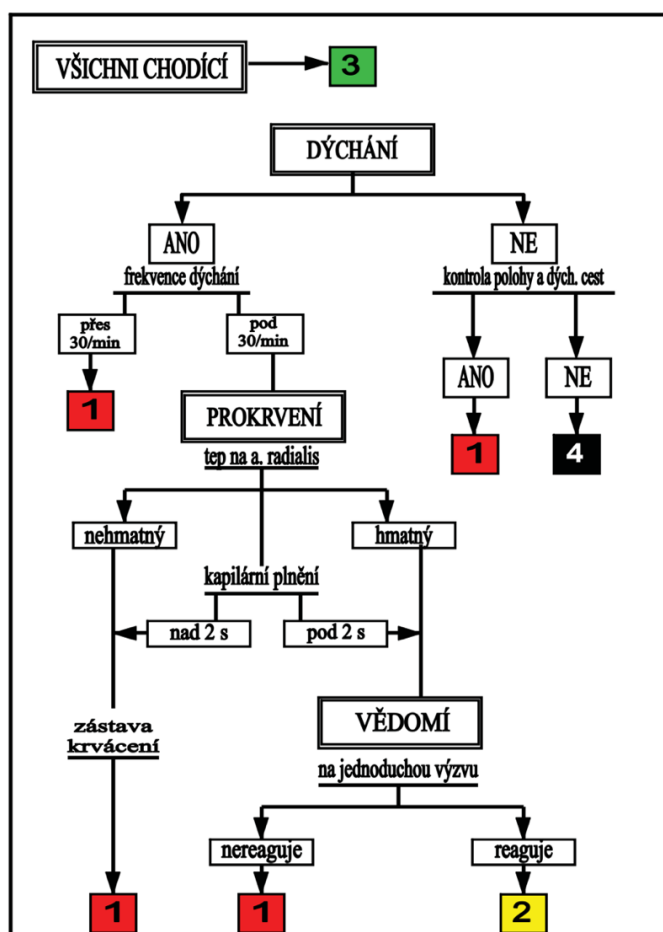 VŠICHNI CHODÍCÍ
3
DÝCHÁNÍ
ANO
NE
frekvence dýchání
kontrola polohy a dých. cest
přes
30/min
pod
30/min
ANO
NE
1
PROKRVENÍ
1
4
tep na a. radialis
nehmatný
hmatný
kapilární plnění
nad 2 s
pod 2 s
zástava
krvácení
VĚDOMÍ
na jednoduchou výzvu
nereaguje
reaguje
1
1
2